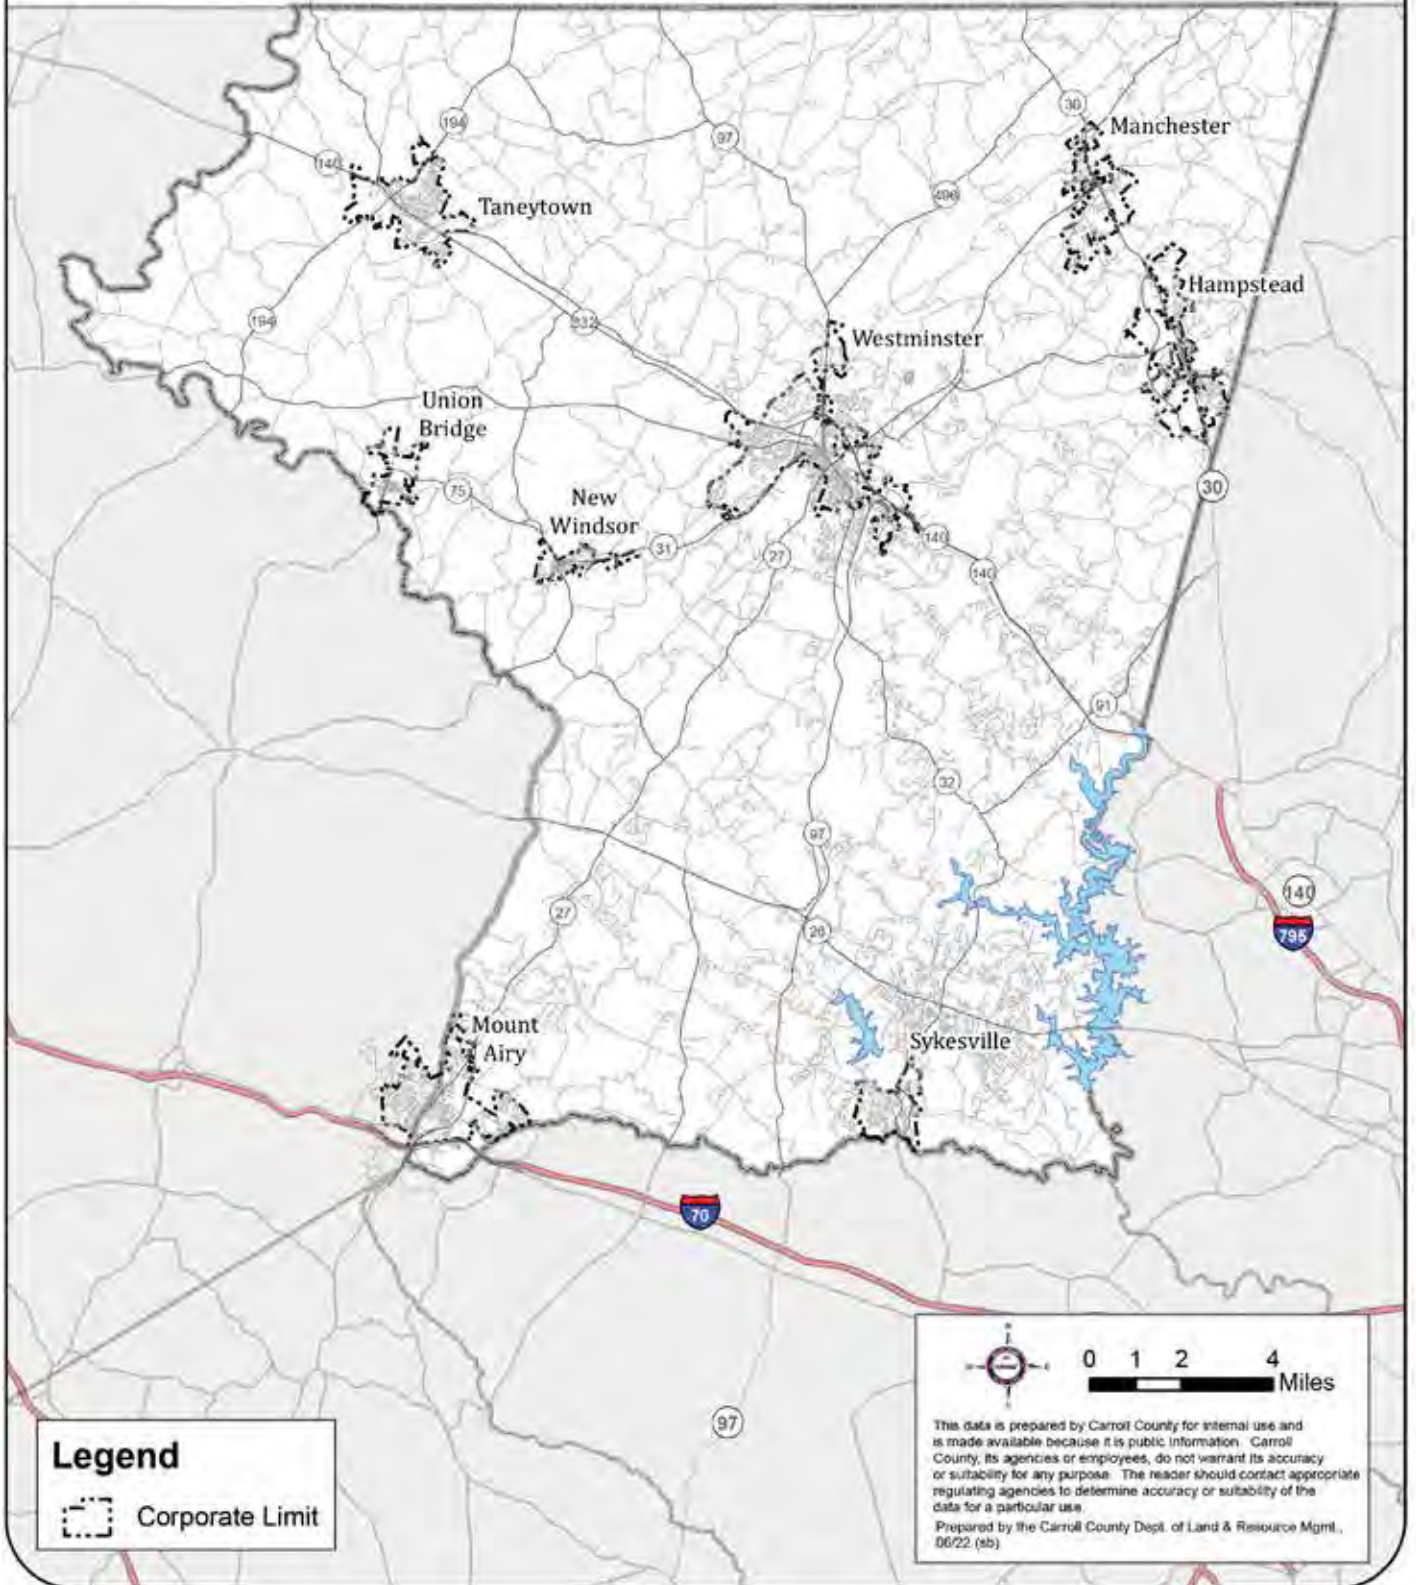 30
Manchester
194
97
140
496
Taneytown
Hampstead
194
832
Westminster
Union
Bridge
75
30
New
Windsor
31
27
140
140
91
32
97
27
26
140
795
Mount
Airy
Sykesville
70
97
0 1 2 4
Miles
This data is prepared by Carroll County for internal use and
is made available because it is public information. Carroll
County, its agencies or employees, do not warrant its accuracy
or suitability for any purpose. The reader should contact appropriate
regulating agencies to determine accuracy or suitability of the
data for a particular use.
Prepared by the Carroll County Dept. of Land & Resource Mgmt.,
06/22 (sb)
Legend
Corporate Limit